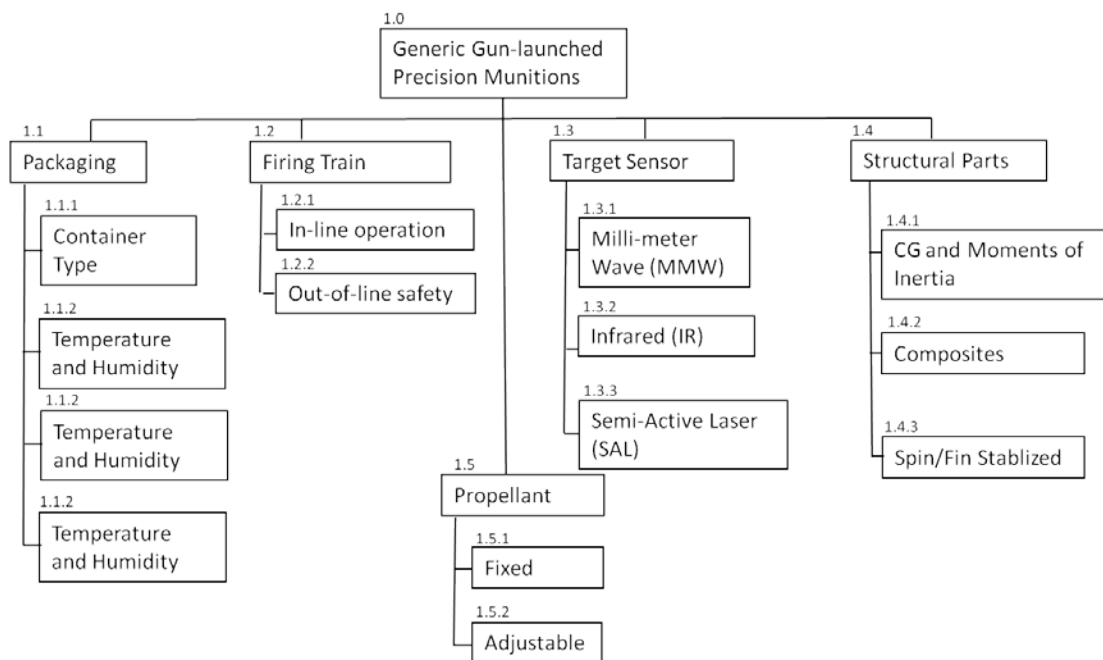 1.0
Generic Gun-launched
Precision Munitions
1.1
Packaging
1.1.1
Container
Type
1.1.2
Temperature
and Humidity
1.1.2
Temperature
and Humidity
1.1.2
Temperature
and Humidity
1.2
Firing Train
1.2.1
In-line operation
1.2.2
Out-of-line safety
1.3
Target Sensor
1.3.1
Milli-meter
Wave (MMW)
1.3.2
Infrared (IR)
1.3.3
Semi-Active Laser
(SAL)
1.4
Structural Parts
1.4.1
CG and Moments of
Inertia
1.4.2
Composites
1.4.3
Spin/Fin Stablized
1.5
Propellant
1.5.1
Fixed
1.5.2
Adjustable